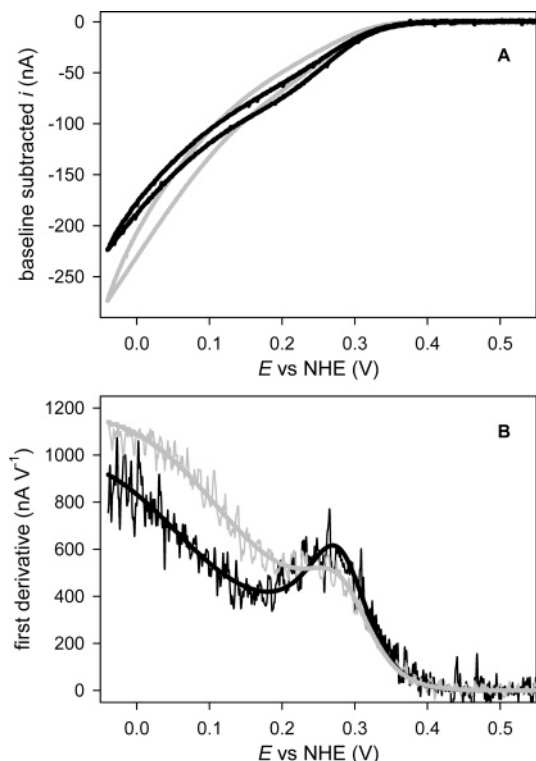 A
baseline subtracted i (nA)
0
-50
-100
-150
-200
-250
0.0 0.1 0.2 0.3 0.4 0.5
E vs NHE (V)
B
first derivative (nA V⁻¹)
1200
1000
800
600
400
200
0
0.0 0.1 0.2 0.3 0.4 0.5
E vs NHE (V)